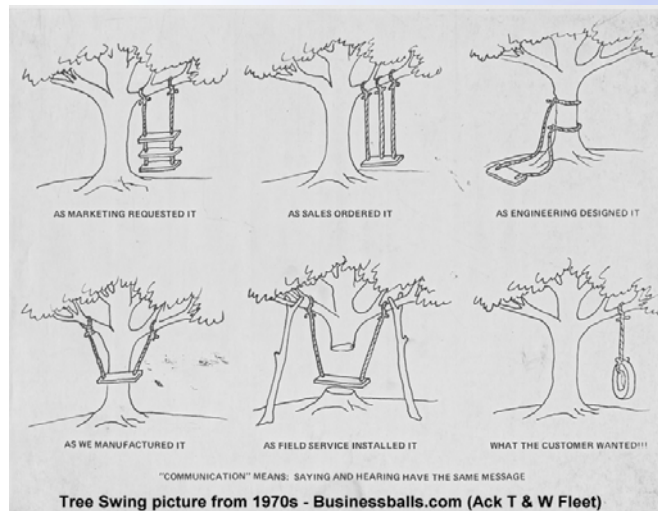 AS MARKETING REQUESTED IT
AS SALES ORDERED IT
AS ENGINEERING DESIGNED IT
AS WE MANUFACTURED IT
AS FIELD SERVICE INSTALLED IT
WHAT THE CUSTOMER WANTED!!!
"COMMUNICATION" MEANS: SAYING AND HEARING HAVE THE SAME MESSAGE
Tree Swing picture from 1970s - Businessballs.com (Ack T & W Fleet)